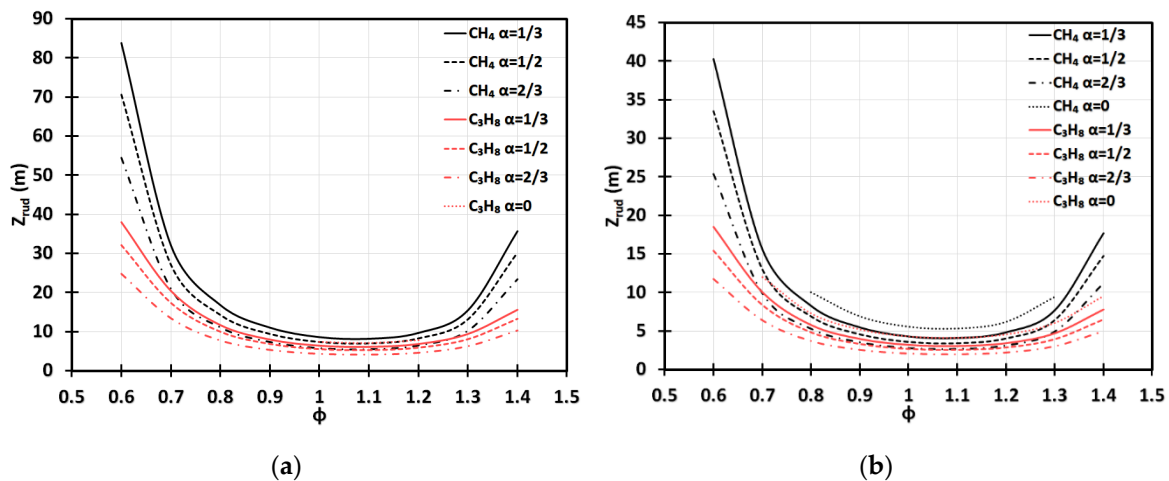 90
80
70
60
50
40
30
20
10
0
Z_rud (m)
0.5 0.6 0.7 0.8 0.9 1 1.1 1.2 1.3 1.4 1.5
ϕ
CH₄ α=1/3
CH₄ α=1/2
CH₄ α=2/3
C₃H₈ α=1/3
C₃H₈ α=1/2
C₃H₈ α=2/3
C₃H₈ α=0
(a)
45
40
35
30
25
20
15
10
5
0
Z_rud (m)
0.5 0.6 0.7 0.8 0.9 1 1.1 1.2 1.3 1.4 1.5
ϕ
CH₄ α=1/3
CH₄ α=1/2
CH₄ α=2/3
CH₄ α=0
C₃H₈ α=1/3
C₃H₈ α=1/2
C₃H₈ α=2/3
C₃H₈ α=0
(b)